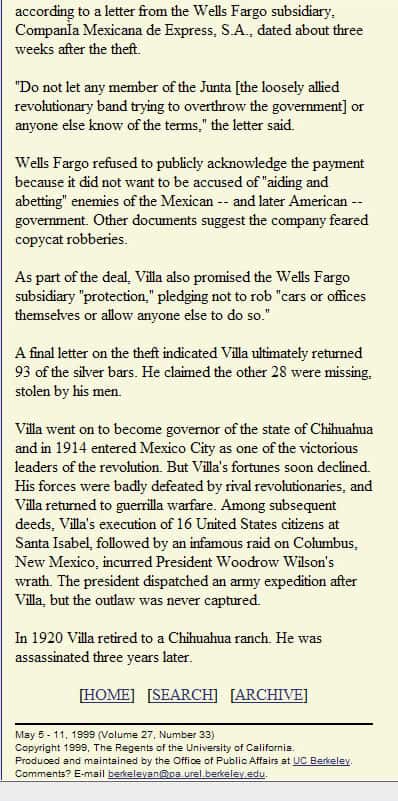 according to a letter from the Wells Fargo subsidiary,
CompanÍa Mexicana de Express, S.A., dated about three
weeks after the theft.
"Do not let any member of the Junta [the loosely allied
revolutionary band trying to overthrow the government] or
anyone else know of the terms," the letter said.
Wells Fargo refused to publicly acknowledge the payment
because it did not want to be accused of "aiding and
abetting" enemies of the Mexican -- and later American --
government. Other documents suggest the company feared
copycat robberies.
As part of the deal, Villa also promised the Wells Fargo
subsidiary "protection," pledging not to rob "cars or offices
themselves or allow anyone else to do so."
A final letter on the theft indicated Villa ultimately returned
93 of the silver bars. He claimed the other 28 were missing,
stolen by his men.
Villa went on to become governor of the state of Chihuahua
and in 1914 entered Mexico City as one of the victorious
leaders of the revolution. But Villa's fortunes soon declined.
His forces were badly defeated by rival revolutionaries, and
Villa returned to guerrilla warfare. Among subsequent
deeds, Villa's execution of 16 United States citizens at
Santa Isabel, followed by an infamous raid on Columbus,
New Mexico, incurred President Woodrow Wilson's
wrath. The president dispatched an army expedition after
Villa, but the outlaw was never captured.
In 1920 Villa retired to a Chihuahua ranch. He was
assassinated three years later.
[HOME] [SEARCH] [ARCHIVE]
May 5 - 11, 1999 (Volume 27, Number 33)
Copyright 1999, The Regents of the University of California.
Produced and maintained by the Office of Public Affairs at UC Berkeley.
Comments? E-mail berkeleyan@pa.urel.berkeley.edu.